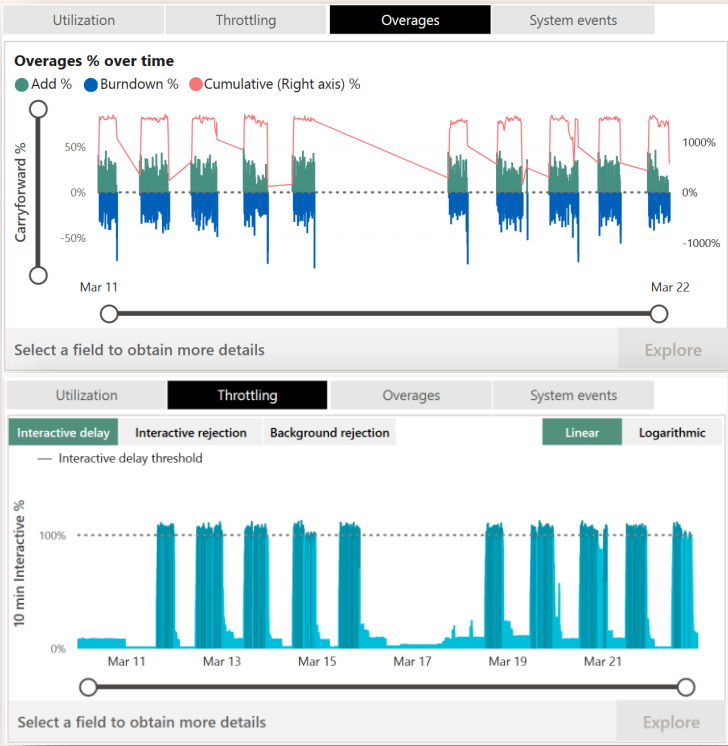 Utilization Throttling Overages System events
Overages % over time
Add % Burndown % Cumulative (Right axis) %
Carryforward %
50%
0%
-50%
1000%
0%
-1000%
Mar 11 Mar 22
Select a field to obtain more details Explore
Utilization Throttling Overages System events
Interactive delay Interactive rejection Background rejection Linear Logarithmic
Interactive delay threshold
10 min Interactive %
100%
0%
Mar 11 Mar 13 Mar 15 Mar 17 Mar 19 Mar 21
Select a field to obtain more details Explore